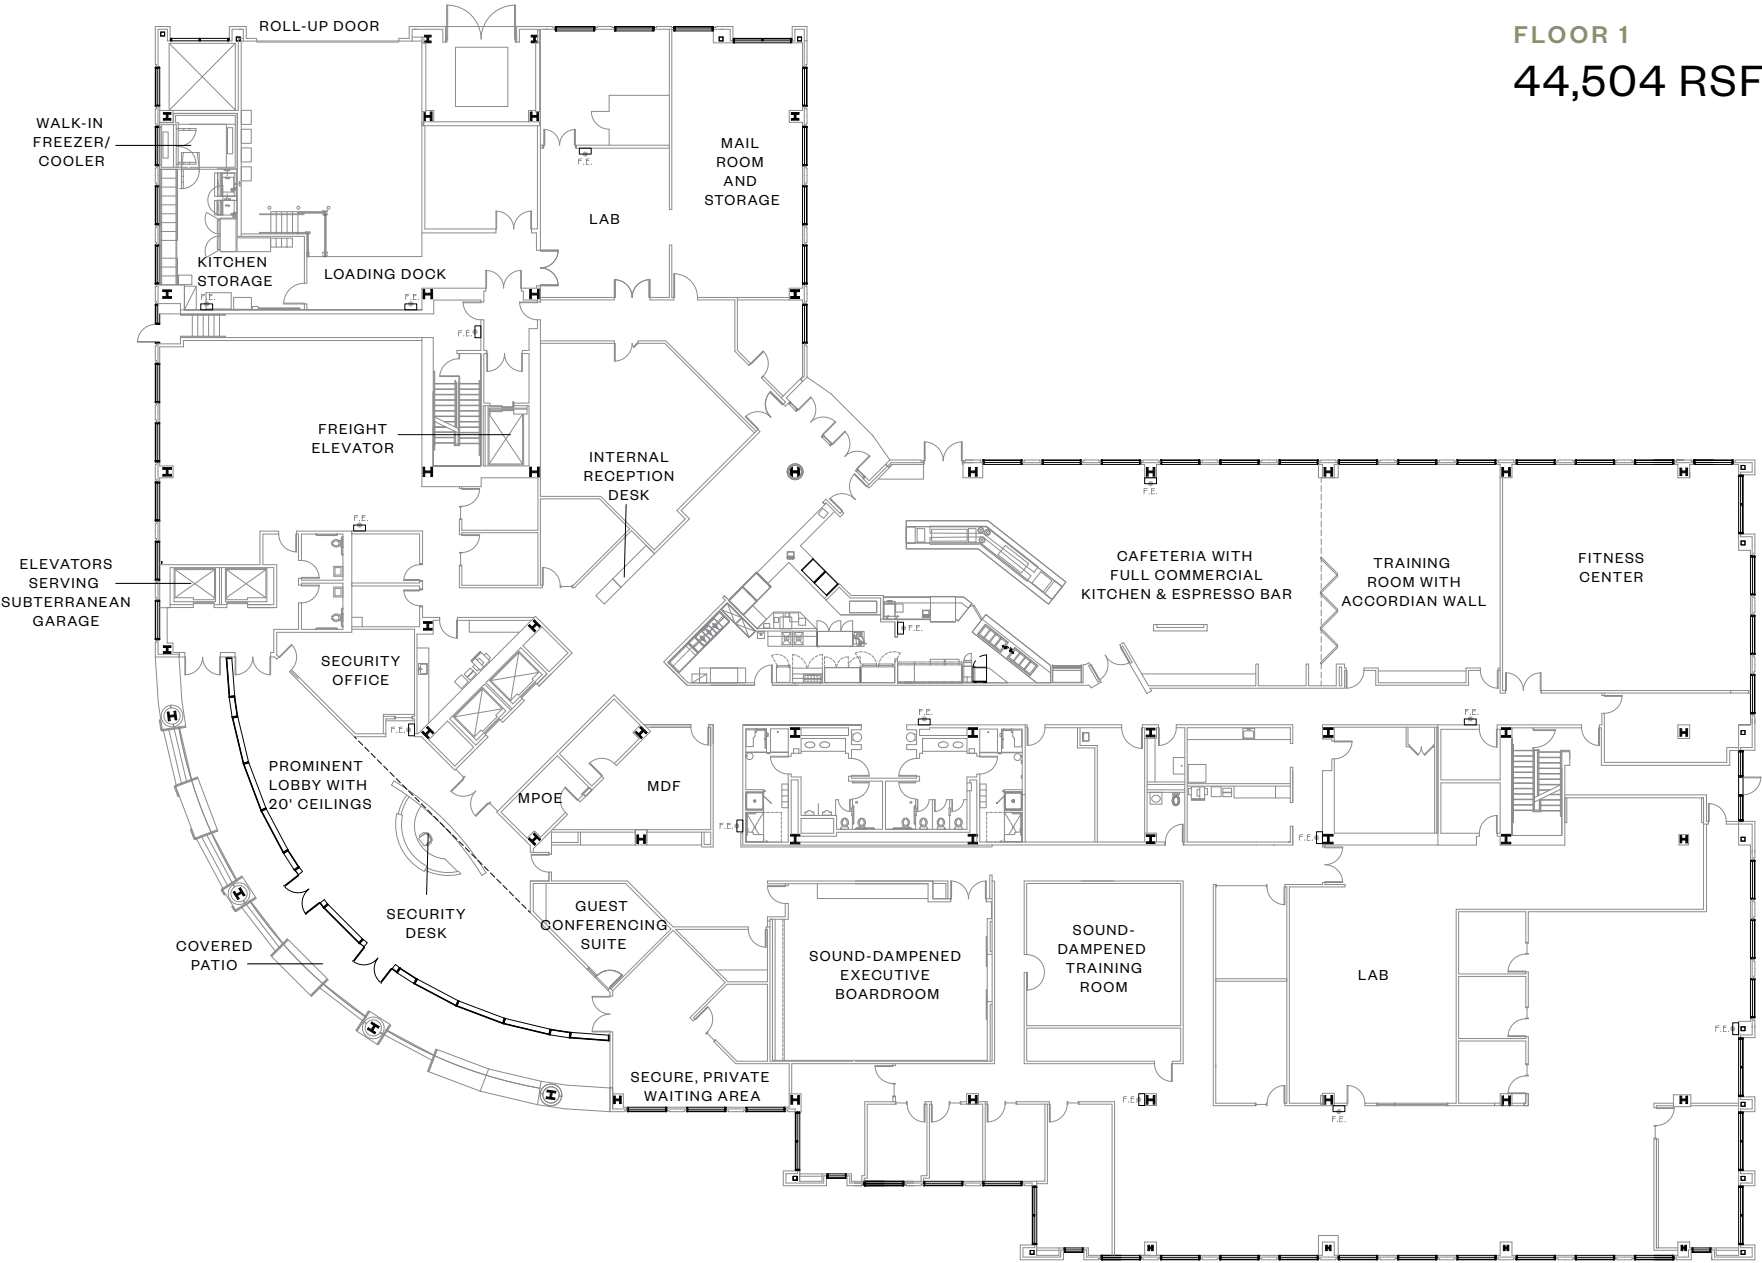 FLOOR 1
44,504 RSF
ROLL-UP DOOR
WALK-IN
FREEZER/
COOLER
MAIL
ROOM
AND
STORAGE
F.E.
LAB
KITCHEN
STORAGE
LOADING DOCK
F.E.
F.E.
F.E.
FREIGHT
ELEVATOR
INTERNAL
RECEPTION
DESK
F.E.
F.E.
ELEVATORS
SERVING
SUBTERRANEAN
GARAGE
CAFETERIA WITH
FULL COMMERCIAL
KITCHEN & ESPRESSO BAR
TRAINING
ROOM WITH
ACCORDIAN WALL
FITNESS
CENTER
F.E.
SECURITY
OFFICE
F.E.
F.E.
F.E.
PROMINENT
LOBBY WITH
20' CEILINGS
MPOE
MDF
F.E.
F.E.
SECURITY
DESK
GUEST
CONFERENCING
SUITE
COVERED
PATIO
SOUND-DAMPENED
EXECUTIVE
BOARDROOM
SOUND-
DAMPENED
TRAINING
ROOM
LAB
F.E.
SECURE, PRIVATE
WAITING AREA
F.E.
F.E.